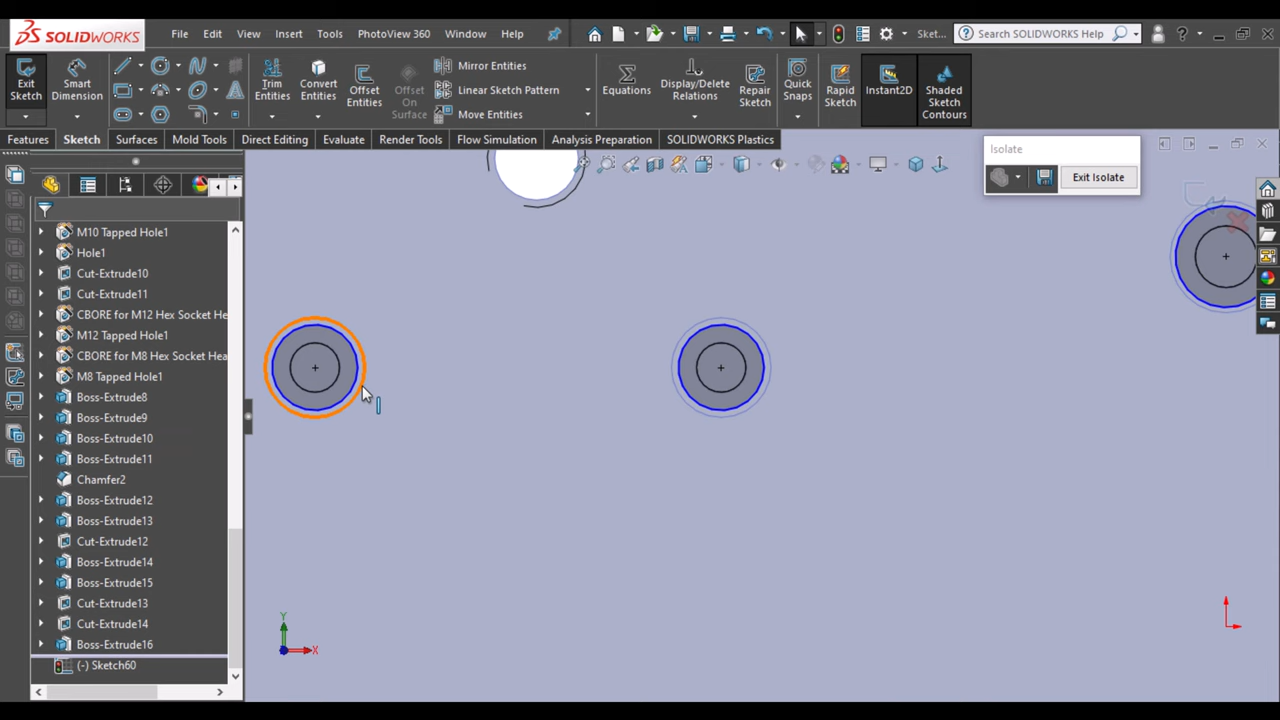 SOLIDWORKS File Edit View Insert Tools PhotoView 360 Window Help Sket... Search SOLIDWORKS Help ?
Exit Sketch Smart Dimension Trim Entities Convert Entities Offset Entities Offset On Surface Mirror Entities Linear Sketch Pattern Move Entities Equations Display/Delete Relations Repair Sketch Quick Snaps Rapid Sketch Instant2D Shaded Sketch Contours
Features Sketch Surfaces Mold Tools Direct Editing Evaluate Render Tools Flow Simulation Analysis Preparation SOLIDWORKS Plastics
Isolate
Exit Isolate
M10 Tapped Hole1
Hole1
Cut-Extrude10
Cut-Extrude11
CBORE for M12 Hex Socket He
M12 Tapped Hole1
CBORE for M8 Hex Socket Hea
M8 Tapped Hole1
Boss-Extrude8
Boss-Extrude9
Boss-Extrude10
Boss-Extrude11
Chamfer2
Boss-Extrude12
Boss-Extrude13
Cut-Extrude12
Boss-Extrude14
Boss-Extrude15
Cut-Extrude13
Cut-Extrude14
Boss-Extrude16
(-) Sketch60
Y
X